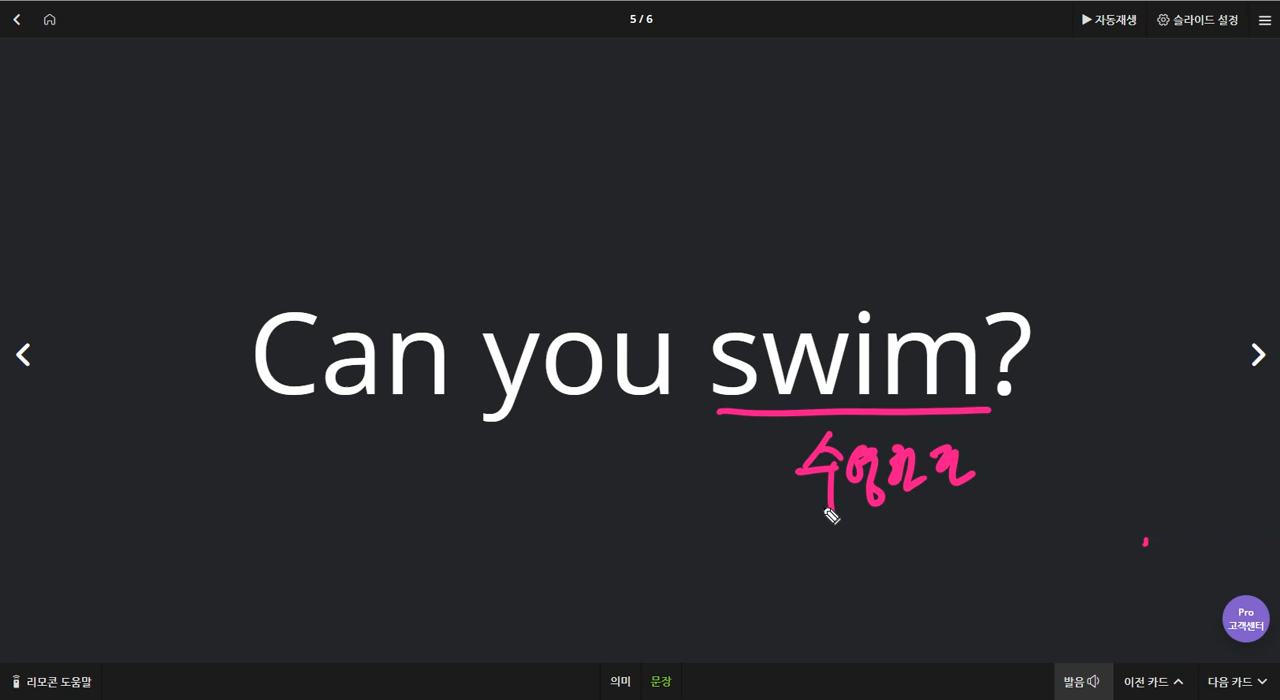 5 / 6
자동재생
슬라이드 설정
Can you swim?
수영하다
Pro
고객센터
리모콘 도움말
의미
문장
발음
이전 카드
다음 카드